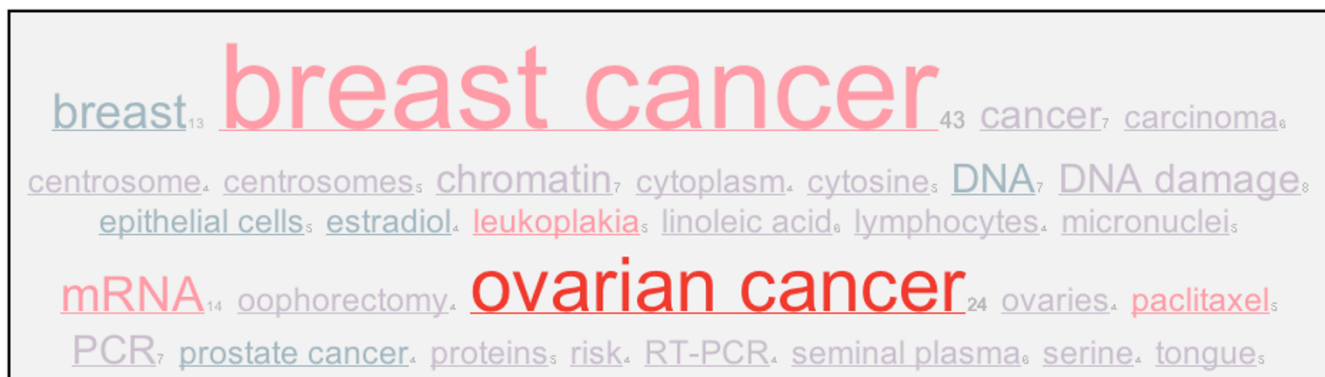 breast13 breast cancer43 cancer7 carcinoma6
centrosome4 centrosomes5 chromatin7 cytoplasm4 cytosine5 DNA7 DNA damage8
epithelial cells5 estradiol4 leukoplakia5 linoleic acid6 lymphocytes4 micronuclei5
mRNA14 oophorectomy4 ovarian cancer24 ovaries4 paclitaxel5
PCR7 prostate cancer4 proteins5 risk4 RT-PCR4 seminal plasma6 serine4 tongue5